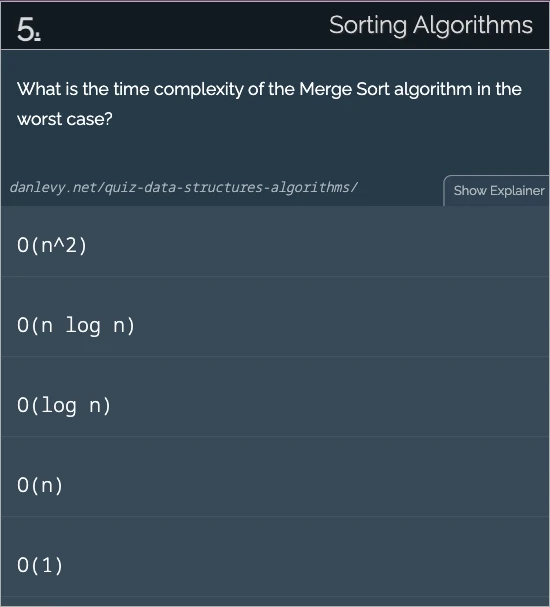 5.
Sorting Algorithms
What is the time complexity of the Merge Sort algorithm in the
worst case?
danlevy.net/quiz-data-structures-algorithms/
Show Explainer
O(n^2)
O(n log n)
O(log n)
O(n)
O(1)